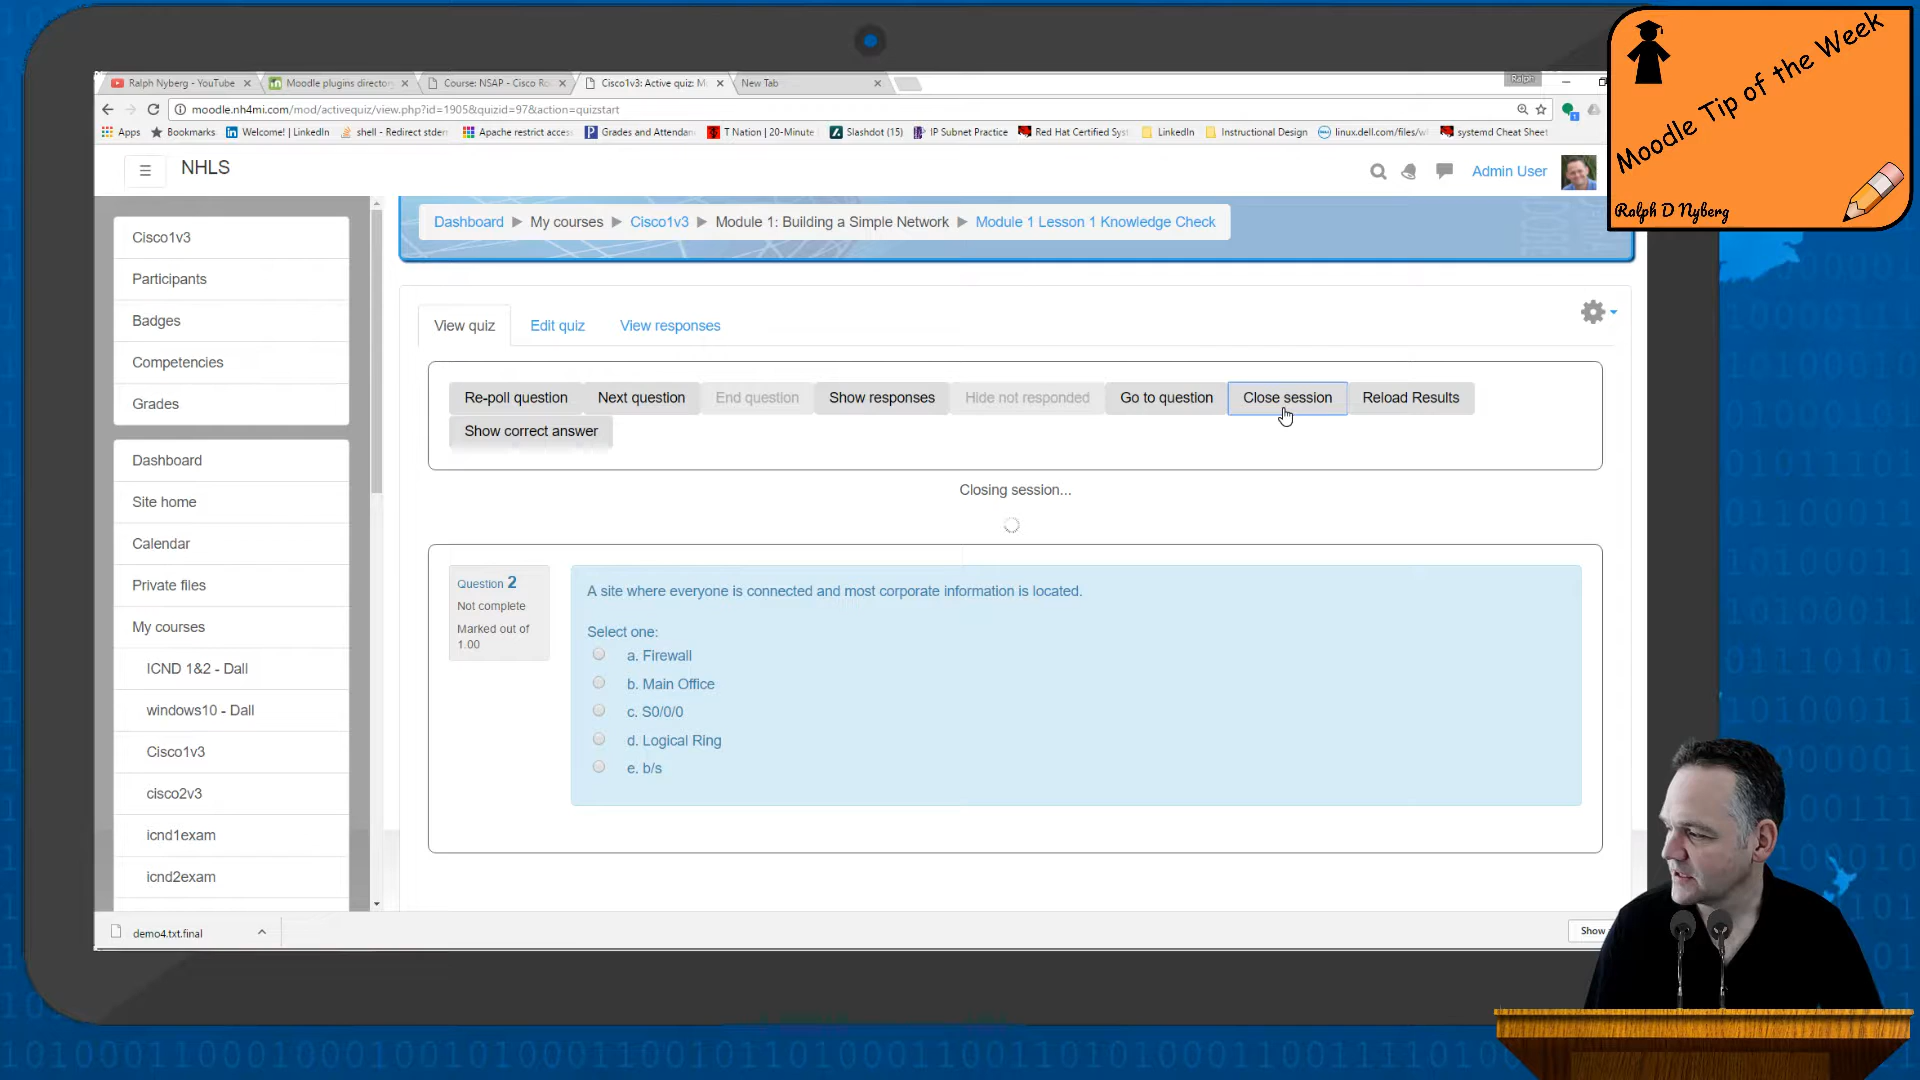 Moodle Tip of the Week
Ralph D Nyberg
Ralph Nyberg - YouTube
Moodle plugins director
Course: NSAP - Cisco Ro
Cisco1v3: Active quiz: M
New Tab
Ralph
moodle.nh4mi.com/mod/activequiz/view.php?id=1905&quizid=97&action=quizstart
Apps
Bookmarks
Welcome! | LinkedIn
shell - Redirect stderr
Apache restrict access
Grades and Attendan
T Nation | 20-Minute
Slashdot (15)
IP Subnet Practice
Red Hat Certified Sys
LinkedIn
Instructional Design
linux.dell.com/files/w
systemd Cheat Sheet
NHLS
Admin User
Dashboard
My courses
Cisco1v3
Module 1: Building a Simple Network
Module 1 Lesson 1 Knowledge Check
Cisco1v3
Participants
Badges
Competencies
Grades
Dashboard
Site home
Calendar
Private files
My courses
ICND 1&2 - Dall
windows10 - Dall
Cisco1v3
cisco2v3
icnd1exam
icnd2exam
View quiz
Edit quiz
View responses
Re-poll question
Next question
End question
Show responses
Hide not responded
Go to question
Close session
Reload Results
Show correct answer
Closing session...
Question 2
Not complete
Marked out of
1.00
A site where everyone is connected and most corporate information is located.
Select one:
a. Firewall
b. Main Office
c. S0/0/0
d. Logical Ring
e. b/s
demo4.txt.final
Show